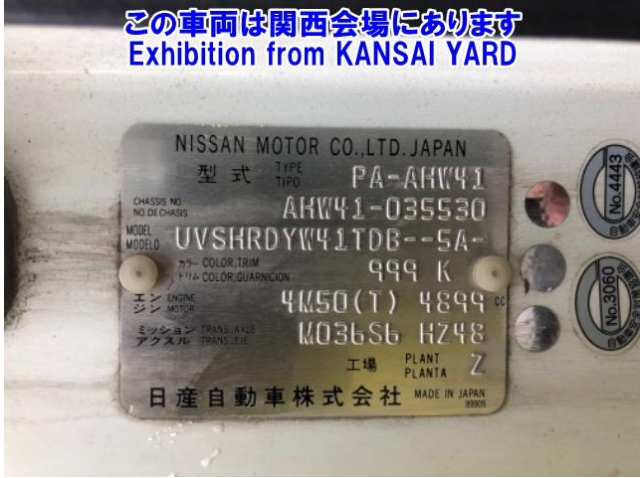 この車両は関西会場にあります
Exhibition from KANSAI YARD
NISSAN MOTOR CO.,LTD. JAPAN
型式 TYPE TIPO PA-AHW41
CHASSIS NO. NO.DE CHASIS AHW41-035530
MODEL MODELO UVSHRDYW41TDB--5A-
カラー COLOR,TRIM トリム COLOR,GUARNICION 999 K
エンジン ENGINE MOTOR 4M50(T) 4899 cc
ミッション TRANS.,AXLE アクスル TRANS.,EJE M036S6 HZ48
工場 PLANT PLANTA Z
日産自動車株式会社 MADE IN JAPAN
No.4443
No.3060